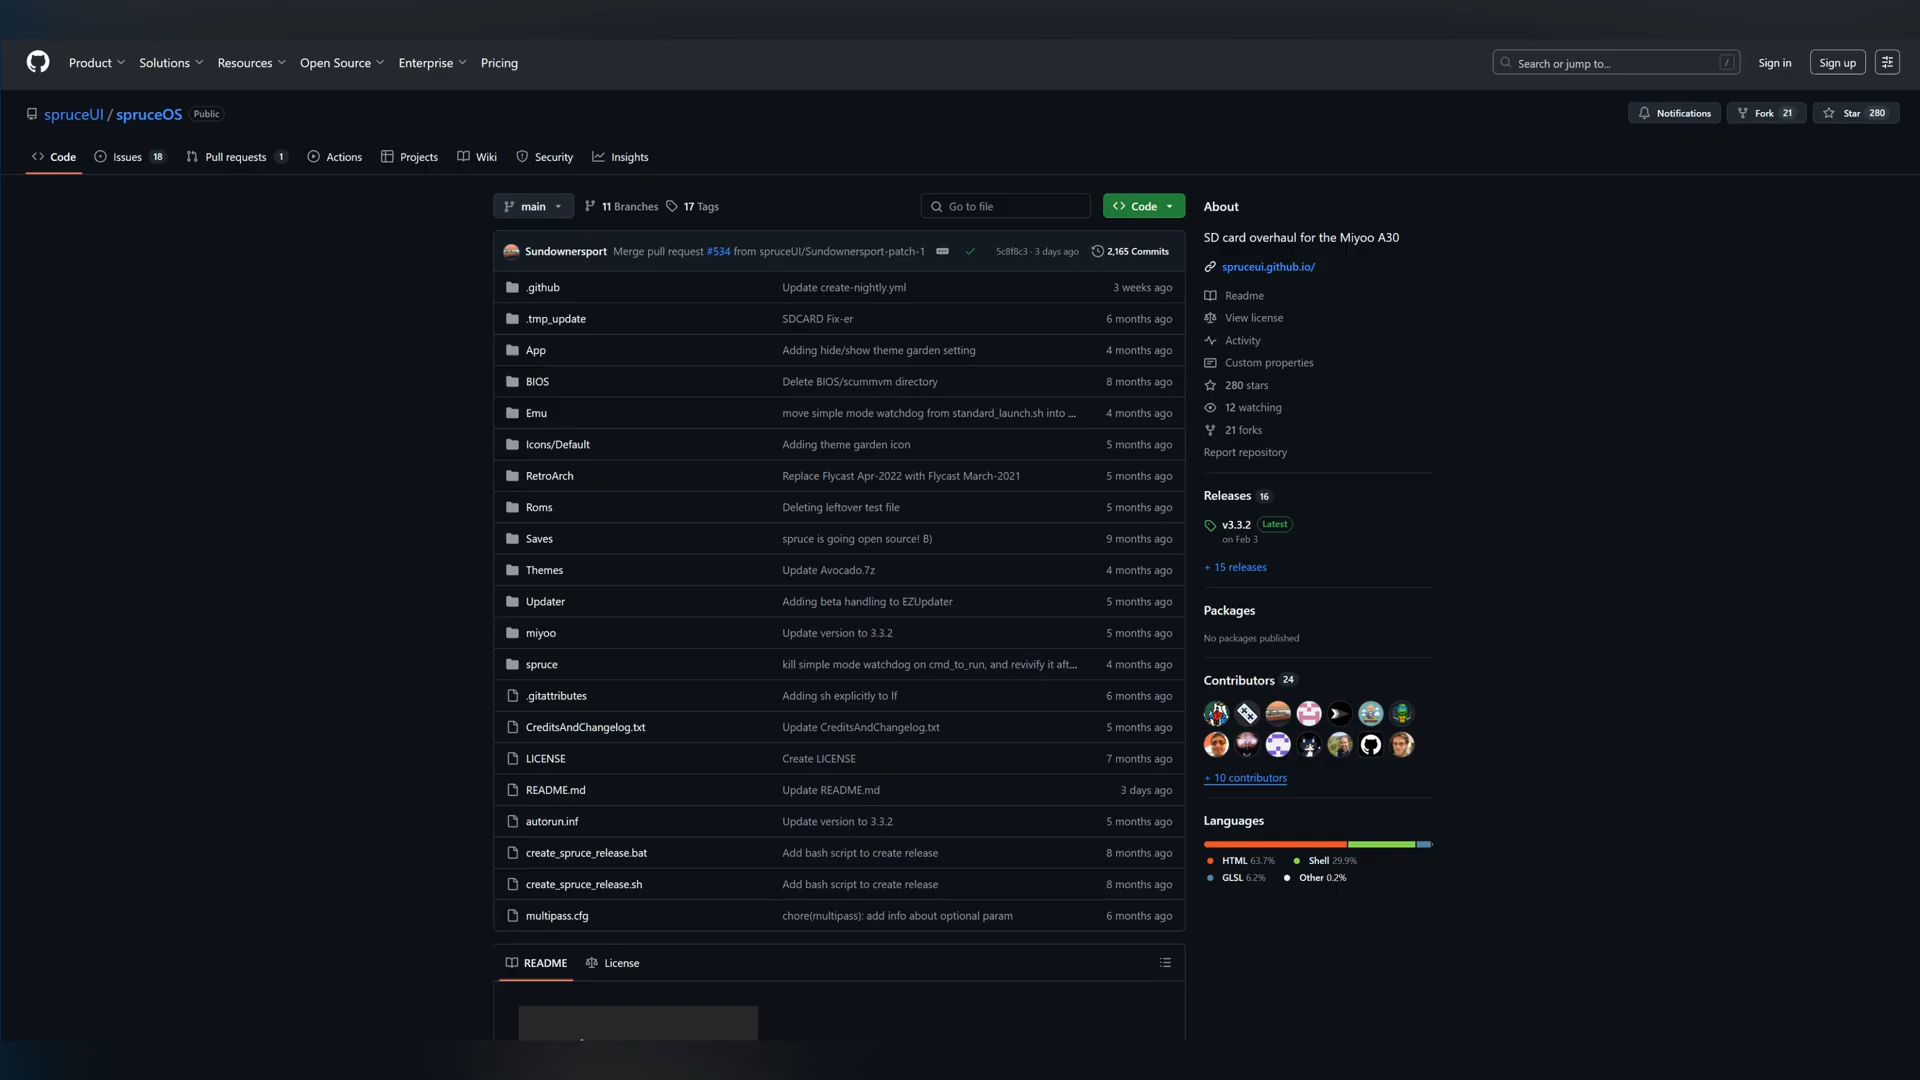 Product Solutions Resources Open Source Enterprise Pricing Search or jump to... / Sign in Sign up
spruceUI / spruceOS Public Notifications Fork 21 Star 280
Code Issues 18 Pull requests 1 Actions Projects Wiki Security Insights
main 11 Branches 17 Tags Go to file Code
Sundownersport Merge pull request #534 from spruceUI/Sundownersport-patch-1 5c8f8c3 · 3 days ago 2,165 Commits
.github Update create-nightly.yml 3 weeks ago
.tmp_update SDCARD Fix-er 6 months ago
App Adding hide/show theme garden setting 4 months ago
BIOS Delete BIOS/scummvm directory 8 months ago
Emu move simple mode watchdog from standard_launch.sh into ... 4 months ago
Icons/Default Adding theme garden icon 5 months ago
RetroArch Replace Flycast Apr-2022 with Flycast March-2021 5 months ago
Roms Deleting leftover test file 5 months ago
Saves spruce is going open source! B) 9 months ago
Themes Update Avocado.7z 4 months ago
Updater Adding beta handling to EZUpdater 5 months ago
miyoo Update version to 3.3.2 5 months ago
spruce kill simple mode watchdog on cmd_to_run, and revivify it aft... 4 months ago
.gitattributes Adding sh explicitly to lf 6 months ago
CreditsAndChangelog.txt Update CreditsAndChangelog.txt 5 months ago
LICENSE Create LICENSE 7 months ago
README.md Update README.md 3 days ago
autorun.inf Update version to 3.3.2 5 months ago
create_spruce_release.bat Add bash script to create release 8 months ago
create_spruce_release.sh Add bash script to create release 8 months ago
multipass.cfg chore(multipass): add info about optional param 6 months ago
README License
About
SD card overhaul for the Miyoo A30
spruceui.github.io/
Readme
View license
Activity
Custom properties
280 stars
12 watching
21 forks
Report repository
Releases 16
v3.3.2 Latest
on Feb 3
+ 15 releases
Packages
No packages published
Contributors 24
+ 10 contributors
Languages
HTML 63.7% Shell 29.9%
GLSL 6.2% Other 0.2%